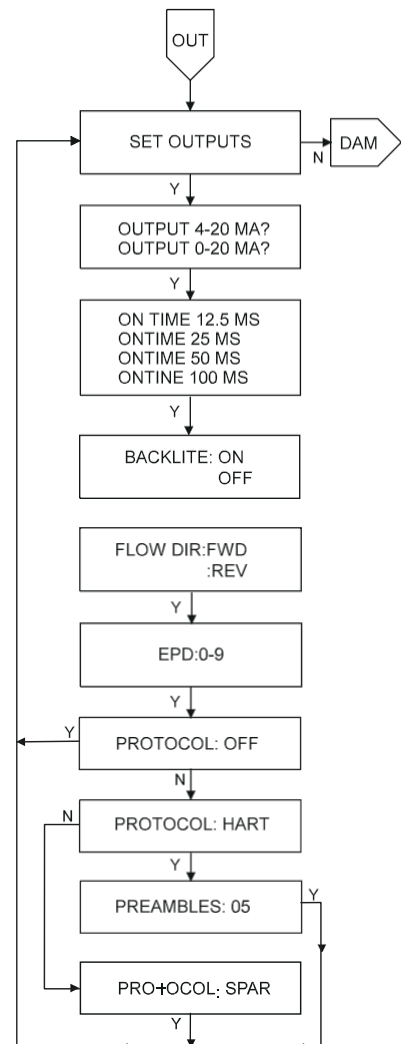 OUT
SET OUTPUTS
N
DAM
Y
OUTPUT 4-20 MA?
OUTPUT 0-20 MA?
Y
ON TIME 12.5 MS
ONTIME 25 MS
ONTIME 50 MS
ONTINE 100 MS
Y
BACKLITE: ON
OFF
FLOW DIR:FWD
:REV
Y
EPD:0-9
Y
Y
PROTOCOL: OFF
N
N
PROTOCOL: HART
Y
Y
PREAMBLES: 05
PROTOCOL: SPAR
Y